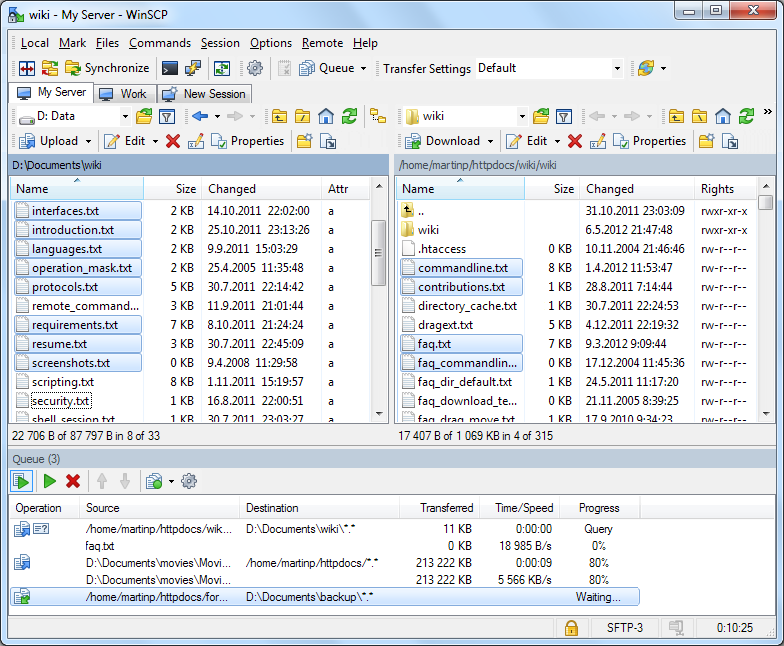 wiki - My Server - WinSCP
Local Mark Files Commands Session Options Remote Help
Synchronize Queue Transfer Settings Default
My Server Work New Session
D: Data wiki
Upload Edit Properties Download Edit Properties
D:\Documents\wiki /home/martinp/httpdocs/wiki/wiki
Name Size Changed Attr Name Size Changed Rights
interfaces.txt 2 KB 14.10.2011 22:02:00 a .. 31.10.2011 23:03:09 rwxr-xr-x
introduction.txt 2 KB 25.10.2011 23:13:26 a wiki 6.5.2012 21:47:48 rwxr-xr-x
languages.txt 2 KB 9.9.2011 15:03:29 a .htaccess 0 KB 10.11.2004 21:46:46 rw-r--r--
operation_mask.txt 2 KB 25.4.2005 11:35:48 a commandline.txt 8 KB 1.4.2012 11:53:47 rw-r--r--
protocols.txt 5 KB 30.7.2011 22:14:42 a contributions.txt 1 KB 28.8.2011 7:14:44 rw-r--r--
remote_command... 3 KB 11.9.2011 21:01:44 a directory_cache.txt 1 KB 30.7.2011 22:24:53 rw-r--r--
requirements.txt 7 KB 8.10.2011 21:24:24 a dragext.txt 5 KB 4.12.2011 22:19:32 rw-r--r--
resume.txt 3 KB 30.7.2011 22:45:09 a faq.txt 7 KB 9.3.2012 9:09:44 rw-r--r--
screenshots.txt 0 KB 9.4.2008 11:29:58 a faq_commandlin... 0 KB 17.12.2004 11:45:36 rw-r--r--
scripting.txt 8 KB 1.11.2011 15:19:57 a faq_dir_default.txt 1 KB 24.5.2011 11:17:20 rw-r--r--
security.txt 1 KB 16.8.2011 22:00:51 a faq_download_te... 0 KB 21.11.2005 8:39:25 rw-r--r--
shell_session.txt 1 KB 30.7.2011 23:03:27 a faq_drag_move.txt 1 KB 17.9.2010 9:34:23 rw-r--r--
22 706 B of 87 797 B in 8 of 33 17 407 B of 1 069 KB in 4 of 315
Queue (3)
Operation Source Destination Transferred Time/Speed Progress
/home/martinp/httpdocs/wik... D:\Documents\wiki\*.* 11 KB 0:00:00 Query
faq.txt 0 KB 18 985 B/s 0%
D:\Documents\movies\Movi... /home/martinp/httpdocs/*.* 213 222 KB 0:00:09 80%
D:\Documents\movies\Movi... 213 222 KB 5 566 KB/s 80%
/home/martinp/httpdocs/for... D:\Documents\backup\*.* Waiting...
SFTP-3 0:10:25